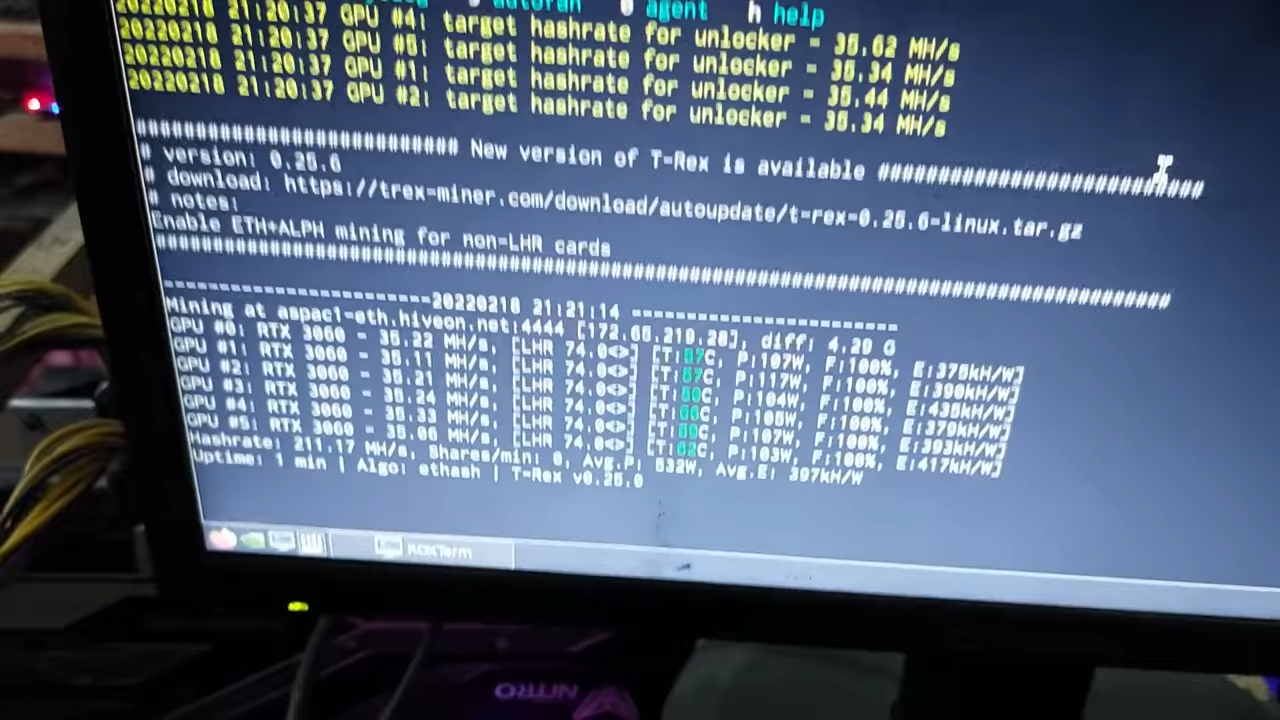 autofan 0 agent h help
20220218 21:20:37 GPU #4: target hashrate for unlocker = 35.62 MH/s
20220218 21:20:37 GPU #5: target hashrate for unlocker = 35.34 MH/s
20220218 21:20:37 GPU #1: target hashrate for unlocker = 35.44 MH/s
20220218 21:20:37 GPU #2: target hashrate for unlocker = 35.34 MH/s
########################### New version of T-Rex is available ###########################
# version: 0.25.6
# download: https://trex-miner.com/download/autoupdate/t-rex-0.25.6-linux.tar.gz
# notes:
Enable ETH+ALPH mining for non-LHR cards
-------------------------20220218 21:21:14 -------------------------
Mining at aspac1-eth.hiveon.net:4444 [172.65.210.28], diff: 4.29 G
GPU #0: RTX 3060 - 35.22 MH/s, [LHR 74.0<>] [T:57C, P:107W, F:100%, E:375kH/W]
GPU #1: RTX 3060 - 35.11 MH/s, [LHR 74.0<>] [T:57C, P:117W, F:100%, E:390kH/W]
GPU #2: RTX 3060 - 35.21 MH/s, [LHR 74.0<>] [T: C, P:104W, F:100%, E:435kH/W]
GPU #3: RTX 3060 - 35.24 MH/s, [LHR 74.0<>] [T: C, P:105W, F:100%, E:370kH/W]
GPU #4: RTX 3060 - 35.33 MH/s, [LHR 74.0<>] [T: C, P:107W, F:100%, E:393kH/W]
GPU #5: RTX 3060 - 35.06 MH/s, [LHR 74.0<>] [T:62C, P:103W, F:100%, E:417kH/W]
Hashrate: 211.17 MH/s, Shares/min: 0, Avg.P: 532W, Avg.E: 397kH/W
Uptime: 1 min | Algo: ethash | T-Rex v0.25.0
ROXTerm
NITRO